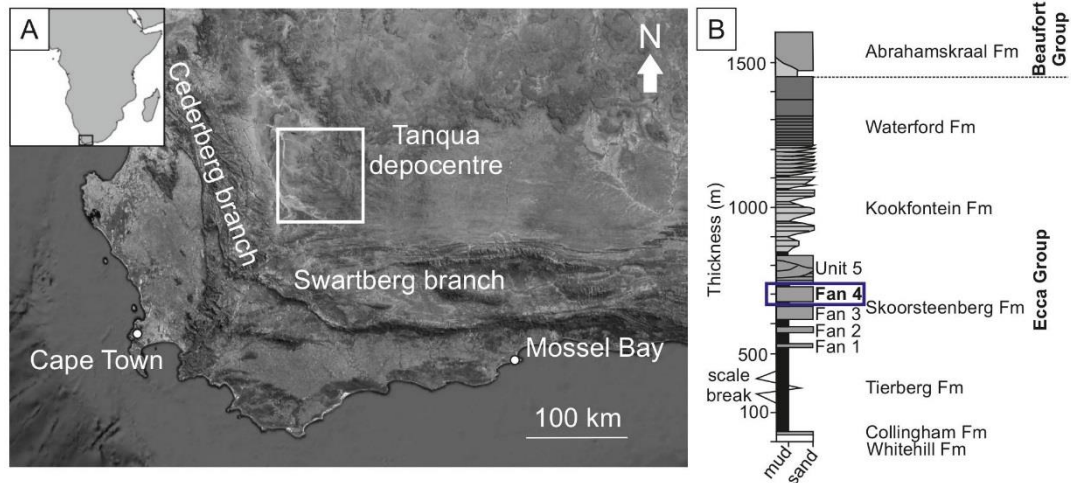 A
N
Cederberg branch
Tanqua
depocentre
Swartberg branch
Cape Town
Mossel Bay
100 km
B
Beaufort
Group
1500
Abrahamskraal Fm
Waterford Fm
Thickness (m)
1000
Kookfontein Fm
Ecca Group
Unit 5
Fan 4
Skoorsteenberg Fm
Fan 3
Fan 2
Fan 1
500
scale
break
Tierberg Fm
100
Collingham Fm
Whitehill Fm
mud
sand